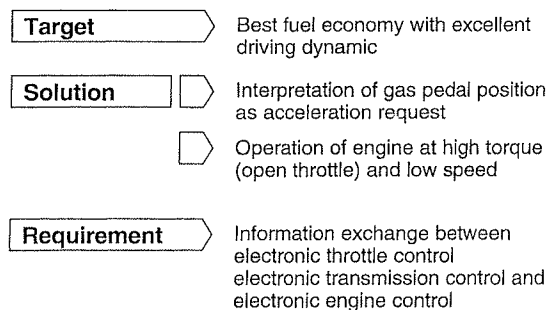 Target
Best fuel economy with excellent
driving dynamic
Solution
Interpretation of gas pedal position
as acceleration request
Operation of engine at high torque
(open throttle) and low speed
Requirement
Information exchange between
electronic throttle control
electronic transmission control and
electronic engine control